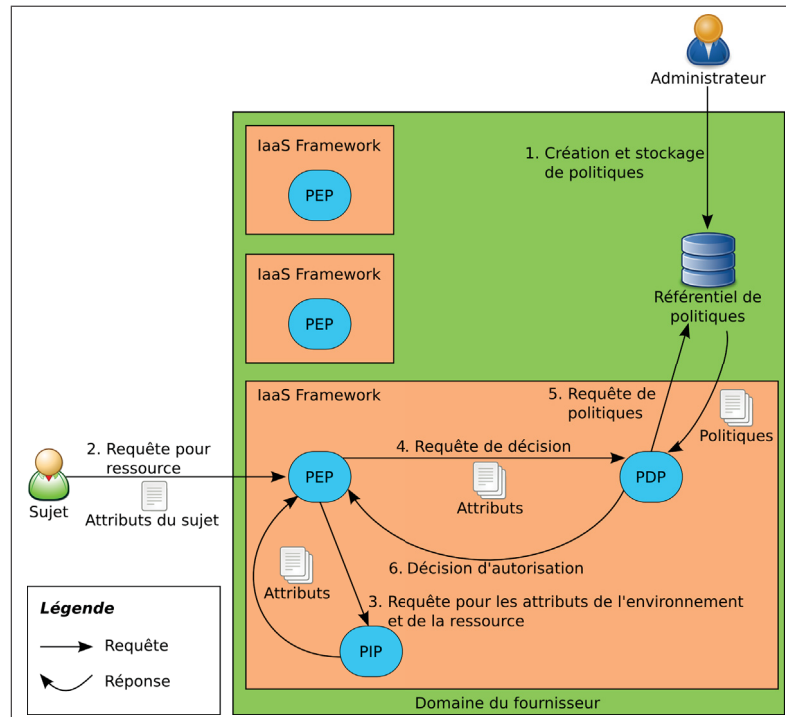 Administrateur
1. Création et stockage
de politiques
IaaS Framework
PEP
IaaS Framework
PEP
Référentiel de
politiques
IaaS Framework
5. Requête de
politiques
Politiques
2. Requête pour
ressource
Sujet
Attributs du sujet
PEP
4. Requête de décision
Attributs
PDP
6. Décision d'autorisation
Attributs
3. Requête pour les attributs de l'environnement
et de la ressource
PIP
Légende
Requête
Réponse
Domaine du fournisseur